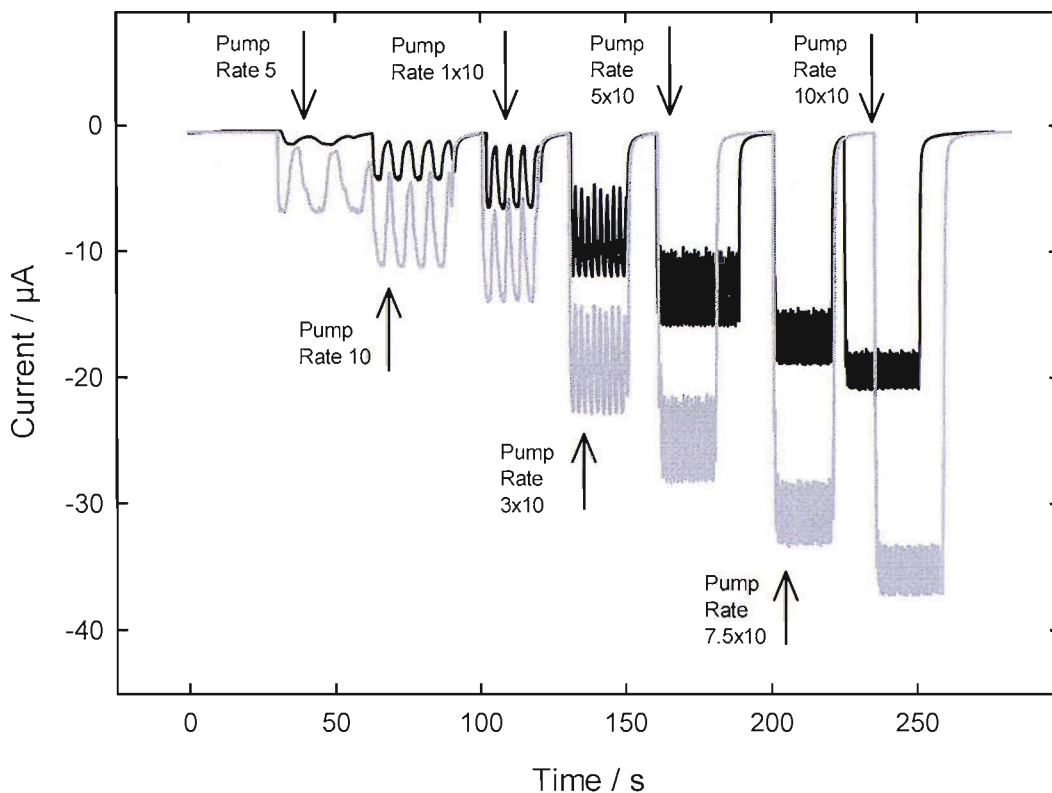 Pump
Rate 5
Pump
Rate 1x10
Pump
Rate
5x10
Pump
Rate
10x10
Pump
Rate 10
Pump
Rate
3x10
Pump
Rate
7.5x10
0
-10
-20
-30
-40
Current / µA
0
50
100
150
200
250
Time / s